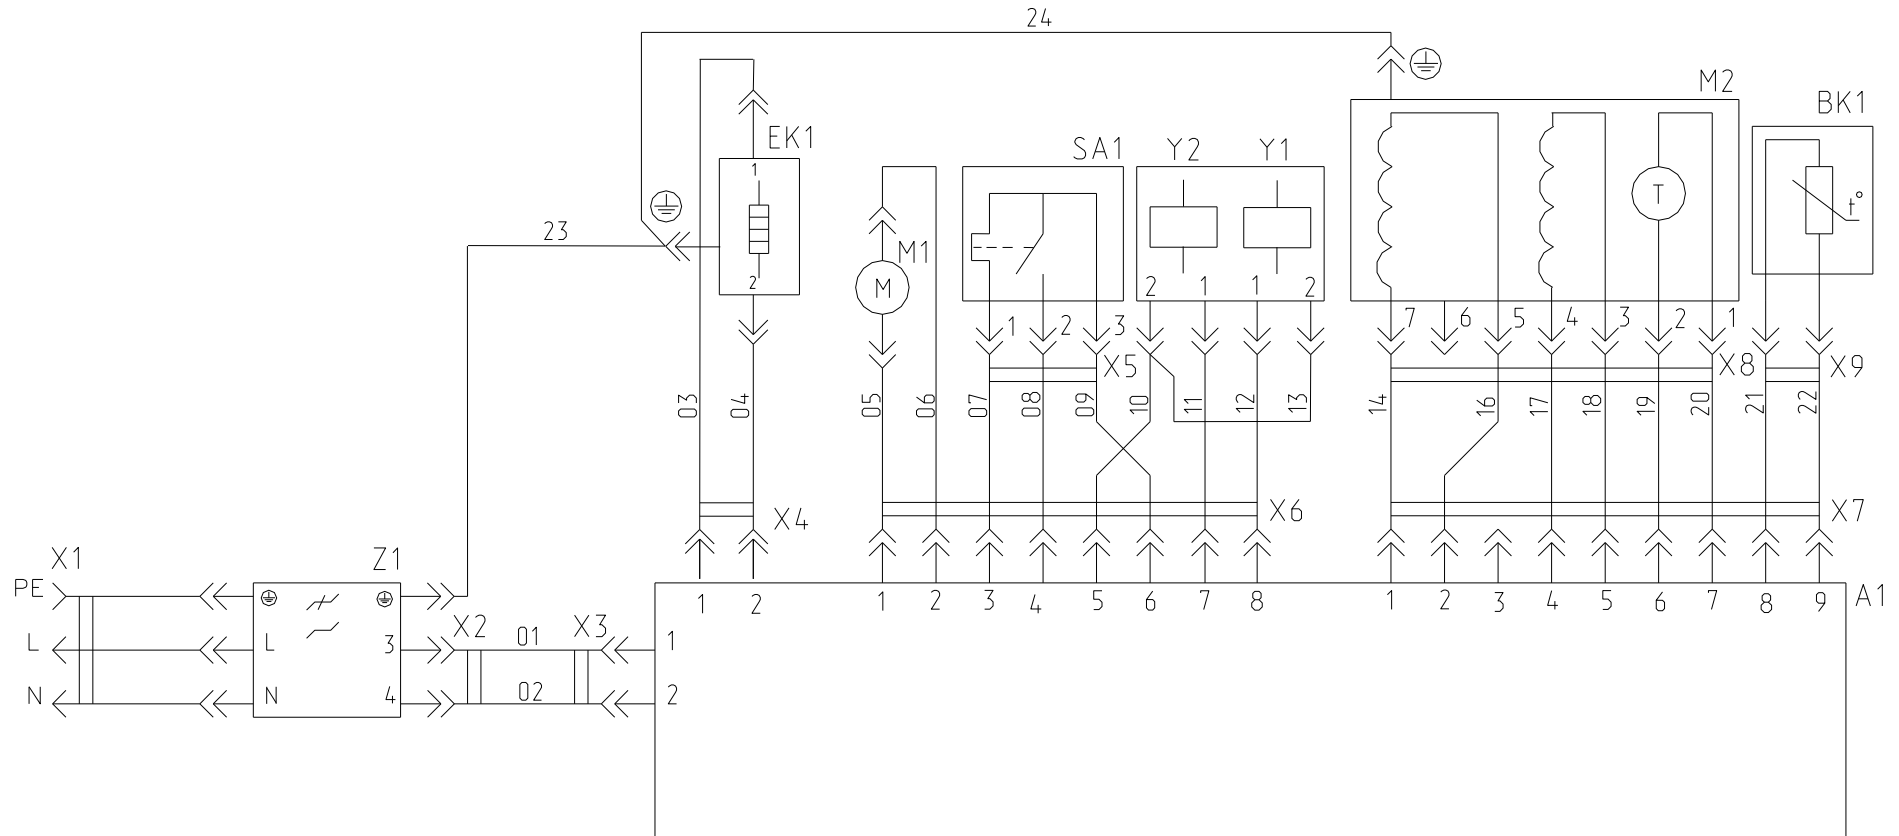 24
M2
BK1
EK1
SA1 Y2 Y1
1
T
t°
23
M1
M
2
2 1 1 2
1 2 3
7 6 5 4 3 2 1
X5
X8 X9
03 04 05 06 07 08 09 10 11 12 13 14 16 17 18 19 20 21 22
X4 X6 X7
X1 Z1
PE
1 2
1 2 3 4 5 6 7 8
1 2 3 4 5 6 7 8 9
A1
X2 01 X3
L L 3 1
N N 4 02 2